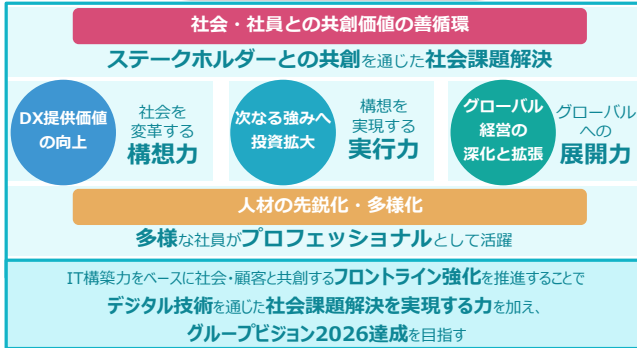 社会・社員との共創価値の善循環
ステークホルダーとの共創を通じた社会課題解決
DX提供価値
の向上
社会を
変革する
構想力
次なる強みへ
投資拡大
構想を
実現する
実行力
グローバル
経営の
深化と拡張
グローバル
への
展開力
人材の先鋭化・多様化
多様な社員がプロフェッショナルとして活躍
IT構築力をベースに社会・顧客と共創するフロントライン強化を推進することで
デジタル技術を通じた社会課題解決を実現する力を加え、
グループビジョン2026達成を目指す